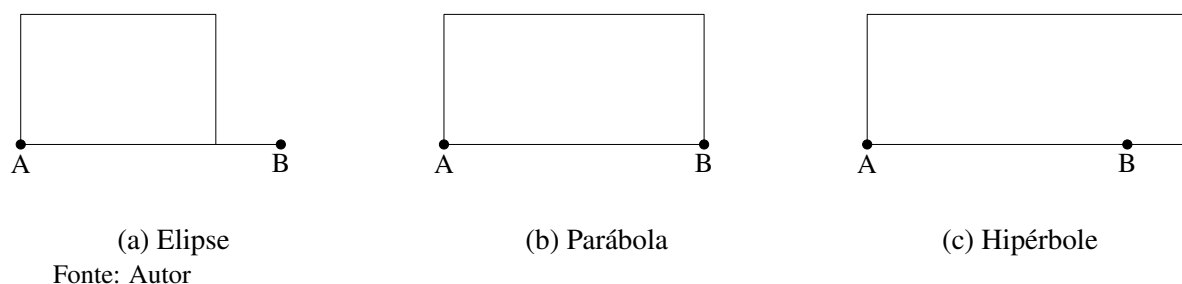 A B A B A B
(a) Elipse (b) Parábola (c) Hipérbole
Fonte: Autor